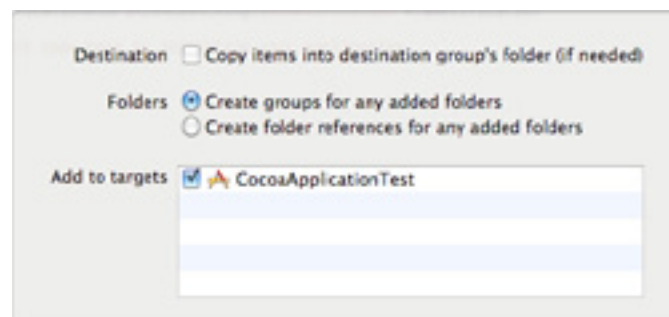 Destination Copy items into destination group's folder (if needed)
Folders Create groups for any added folders
Create folder references for any added folders
Add to targets CocoaApplicationTest